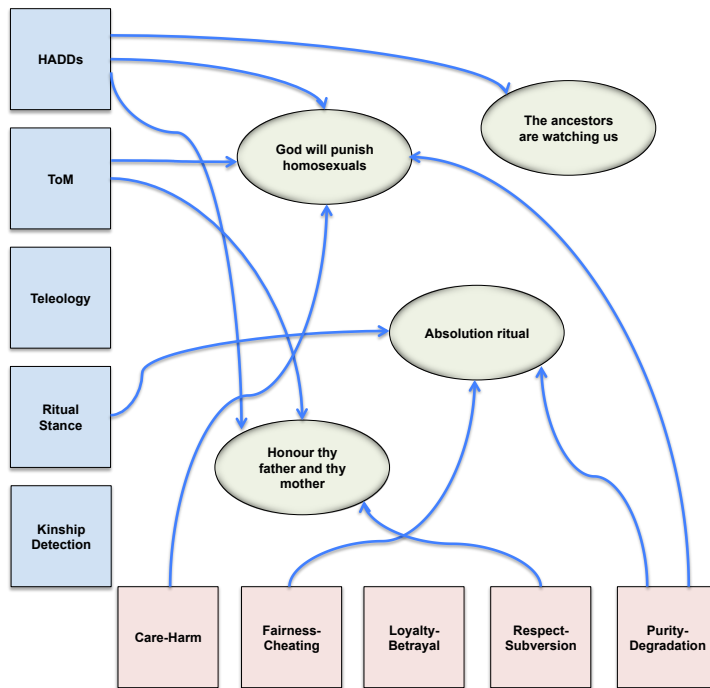 HADDs
The ancestors
are watching us
God will punish
homosexuals
ToM
Teleology
Absolution ritual
Ritual
Stance
Honour thy
father and thy
mother
Kinship
Detection
Care-Harm
Fairness-
Cheating
Loyalty-
Betrayal
Respect-
Subversion
Purity-
Degradation